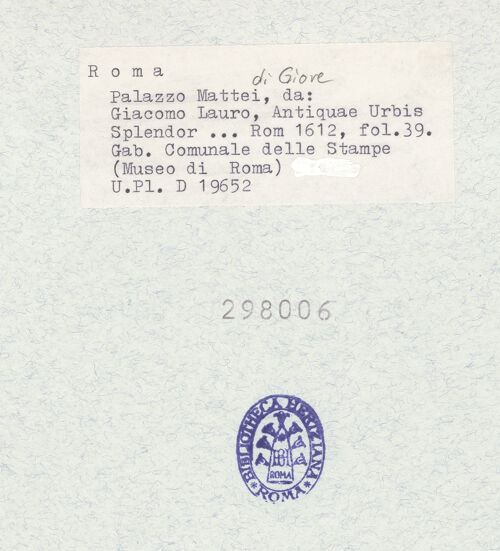 Roma
di Giove
Palazzo Mattei, da:
Giacomo Lauro, Antiquae Urbis
Splendor ... Rom 1612, fol.39.
Gab. Comunale delle Stampe
(Museo di Roma)
U.Pl. D 19652
298006
BIBLIOTHECA HERTZIANA
ROMA
* ROMA *